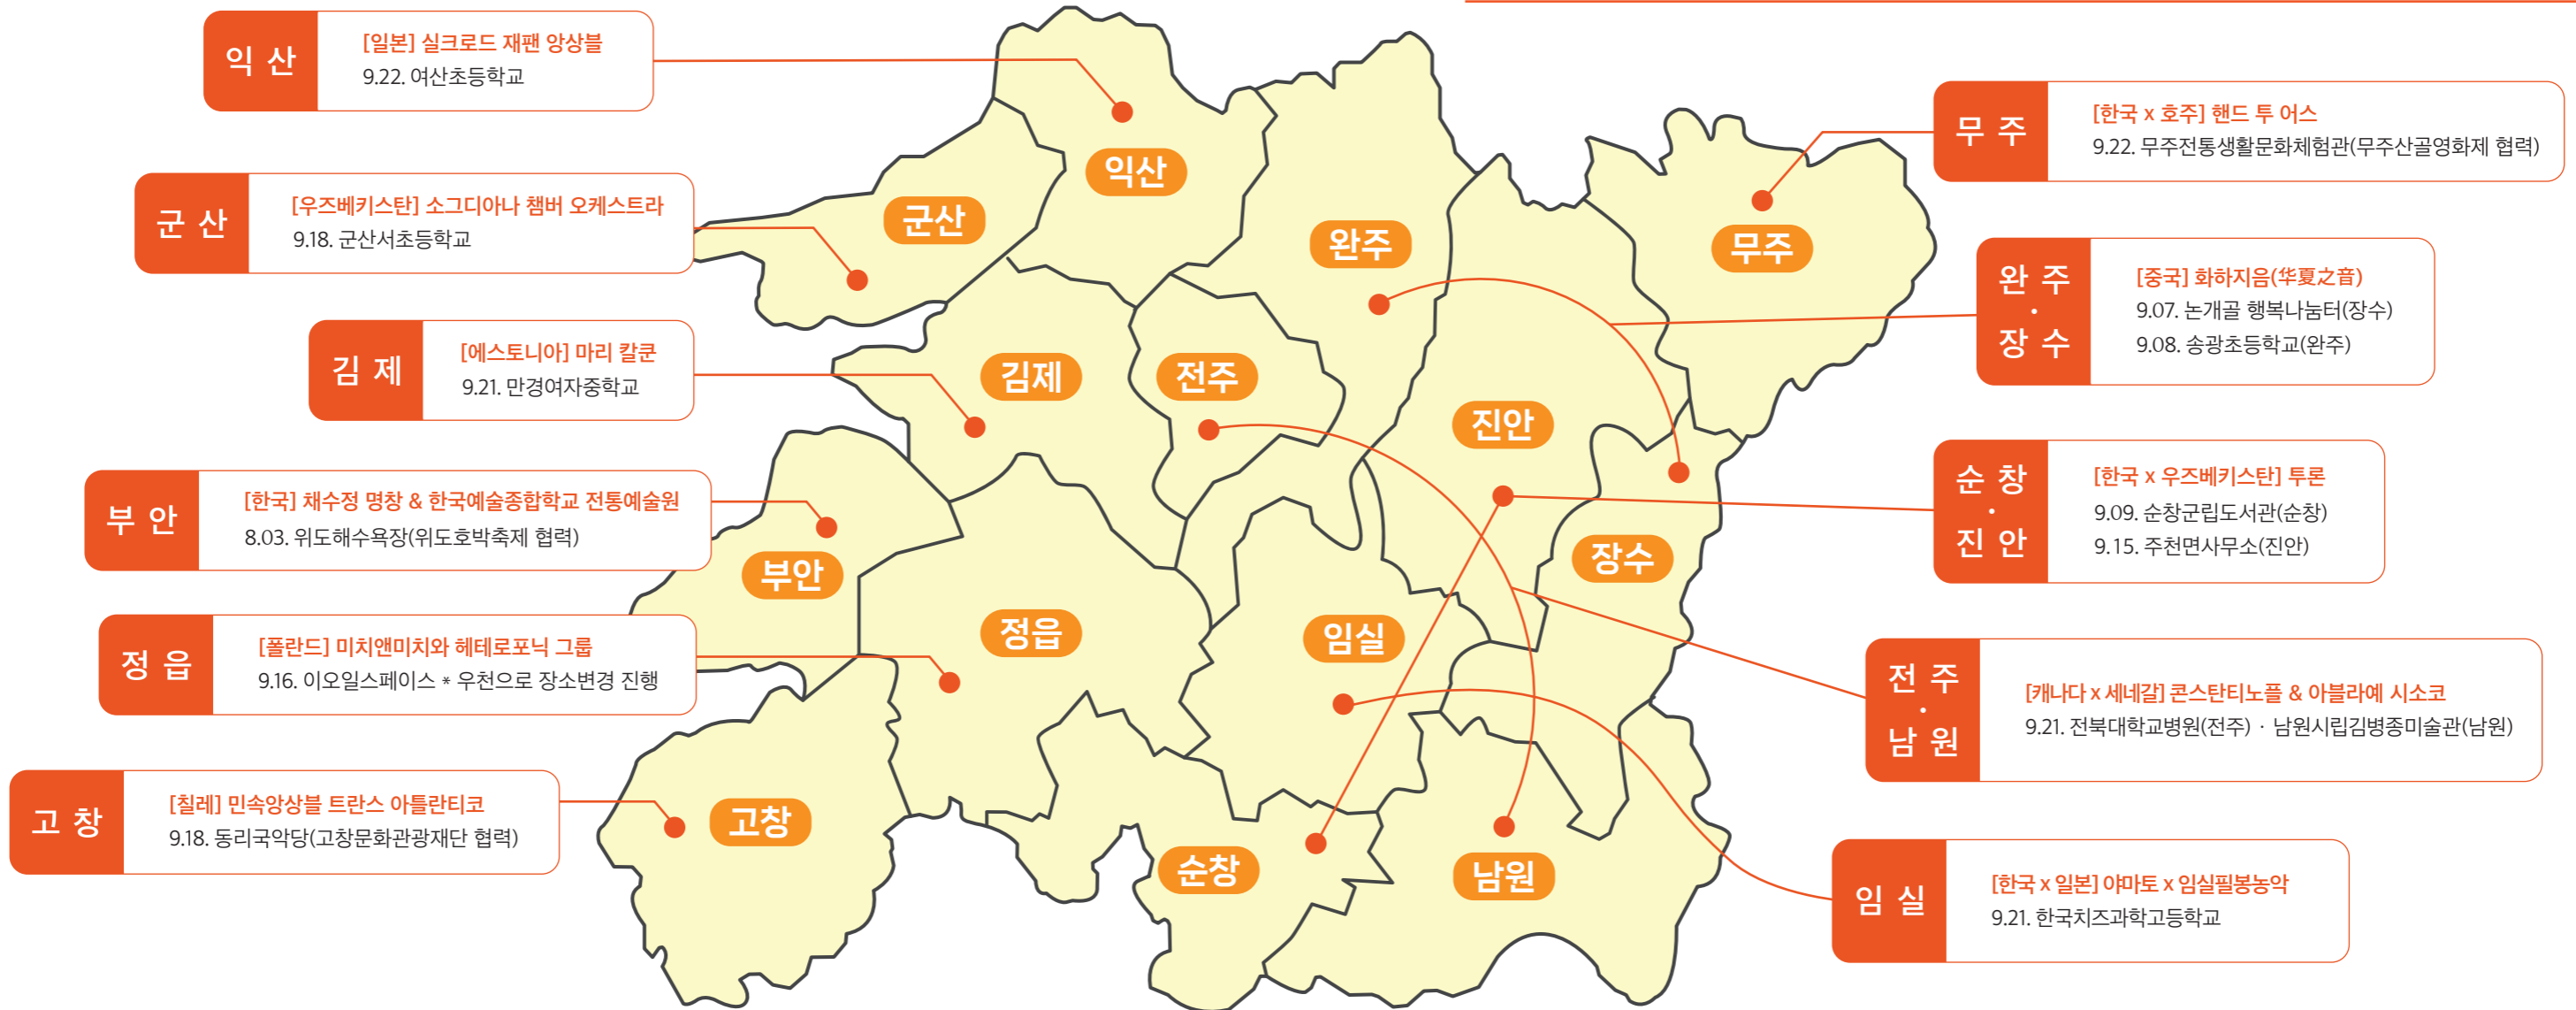 익 산
[일본] 실크로드 재팬 앙상블
9.22. 여산초등학교
군 산
[우즈베키스탄] 소그디아나 챔버 오케스트라
9.18. 군산서초등학교
김 제
[에스토니아] 마리 칼쿤
9.21. 만경여자중학교
부 안
[한국] 채수정 명창 & 한국예술종합학교 전통예술원
8.03. 위도해수욕장(위도호박축제 협력)
정 읍
[폴란드] 미치앤미치와 헤테로포닉 그룹
9.16. 이오일스페이스 * 우천으로 장소변경 진행
고 창
[칠레] 민속앙상블 트란스 아틀란티코
9.18. 동리국악당(고창문화관광재단 협력)
익산
군산
완주
무주
김제
전주
진안
부안
장수
정읍
임실
고창
순창
남원
무 주
[한국 x 호주] 핸드 투 어스
9.22. 무주전통생활문화체험관(무주산골영화제 협력)
완 주
·
장 수
[중국] 화하지음(华夏之音)
9.07. 논개골 행복나눔터(장수)
9.08. 송광초등학교(완주)
순 창
·
진 안
[한국 x 우즈베키스탄] 투론
9.09. 순창군립도서관(순창)
9.15. 주천면사무소(진안)
전 주
·
남 원
[캐나다 x 세네갈] 콘스탄티노플 & 아블라예 시소코
9.21. 전북대학교병원(전주) · 남원시립김병종미술관(남원)
임 실
[한국 x 일본] 야마토 x 임실필봉농악
9.21. 한국치즈과학고등학교